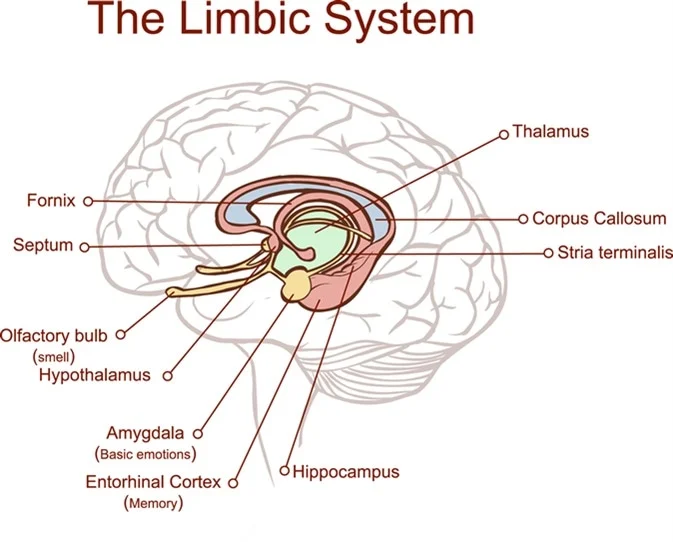 The Limbic System
Thalamus
Fornix
Corpus Callosum
Septum
Stria terminalis
Olfactory bulb
(smell)
Hypothalamus
Amygdala
(Basic emotions)
Entorhinal Cortex
(Memory)
Hippocampus